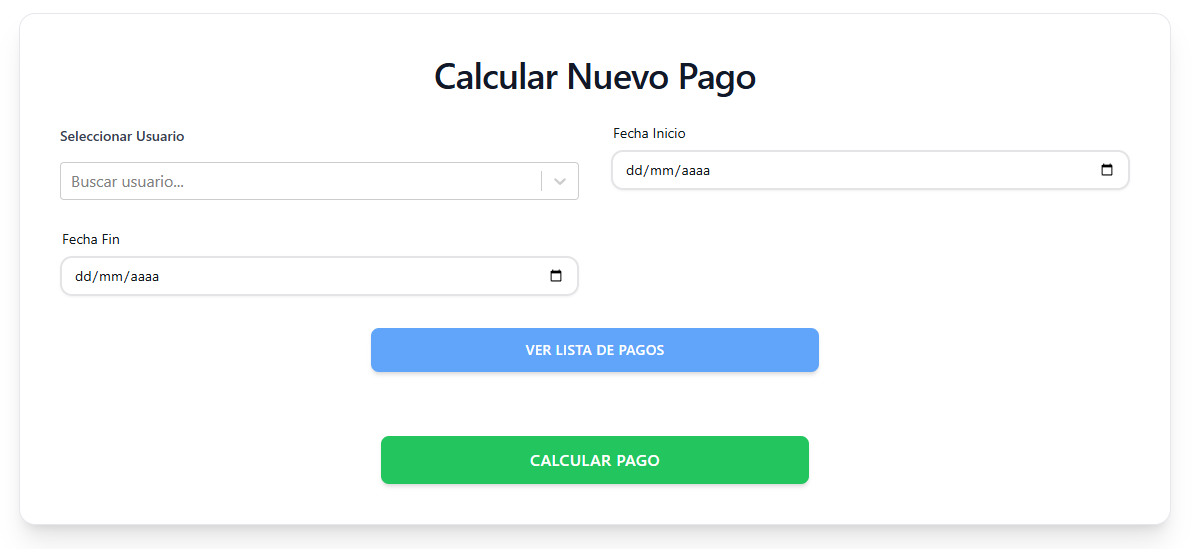 Calcular Nuevo Pago
Seleccionar Usuario
Buscar usuario...
Fecha Inicio
dd/mm/aaaa
Fecha Fin
dd/mm/aaaa
VER LISTA DE PAGOS
CALCULAR PAGO